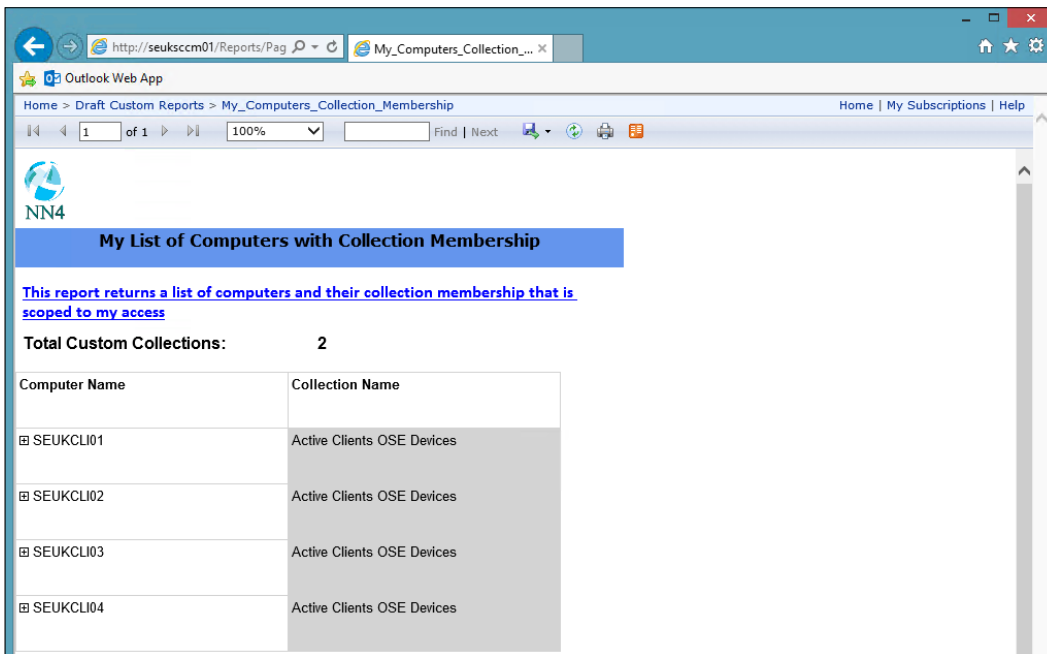 http://seuksccm01/Reports/Pag
My_Computers_Collection_...
Outlook Web App
Home > Draft Custom Reports > My_Computers_Collection_Membership
Home | My Subscriptions | Help
1 of 1
100%
Find | Next
NN4
My List of Computers with Collection Membership
This report returns a list of computers and their collection membership that is
scoped to my access
Total Custom Collections: 2
Computer Name Collection Name
SEUKCLI01 Active Clients OSE Devices
SEUKCLI02 Active Clients OSE Devices
SEUKCLI03 Active Clients OSE Devices
SEUKCLI04 Active Clients OSE Devices